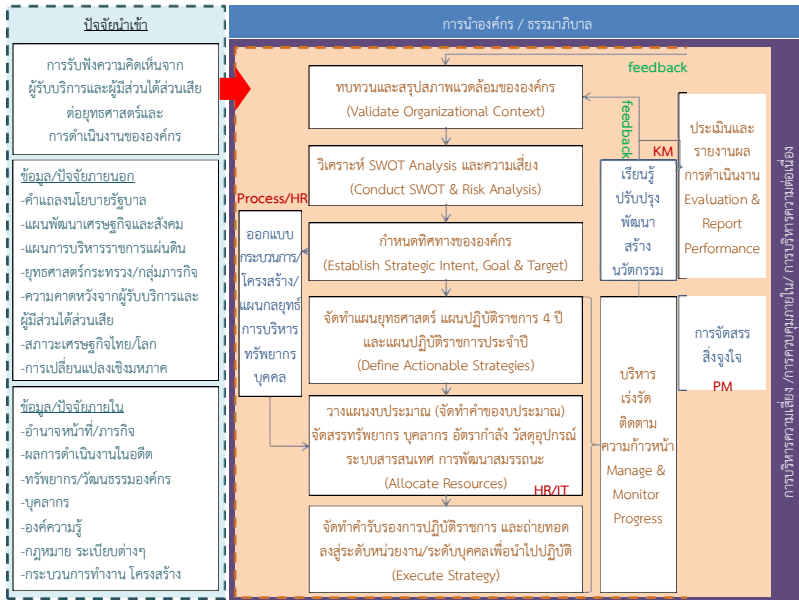 ปัจจัยนำเข้า
การรับฟังความคิดเห็นจาก
ผู้รับบริการและผู้มีส่วนได้ส่วนเสีย
ต่อยุทธศาสตร์และ
การดำเนินงานขององค์กร
ข้อมูล/ปัจจัยภายนอก
-คำแถลงนโยบายรัฐบาล
-แผนพัฒนาเศรษฐกิจและสังคม
-แผนการบริหารราชการแผ่นดิน
-ยุทธศาสตร์กระทรวง/กลุ่มภารกิจ
-ความคาดหวังจากผู้รับบริการและ
ผู้มีส่วนได้ส่วนเสีย
-สภาวะเศรษฐกิจไทย/โลก
-การเปลี่ยนแปลงเชิงมหภาค
ข้อมูล/ปัจจัยภายใน
-อำนาจหน้าที่/ภารกิจ
-ผลการดำเนินงานในอดีต
-ทรัพยากร/วัฒนธรรมองค์กร
-บุคลากร
-องค์ความรู้
-กฎหมาย ระเบียบต่างๆ
-กระบวนการทำงาน โครงสร้าง
การนำองค์กร / ธรรมาภิบาล
feedback
ทบทวนและสรุปสภาพแวดล้อมขององค์กร
(Validate Organizational Context)
วิเคราะห์ SWOT Analysis และความเสี่ยง
(Conduct SWOT & Risk Analysis)
Process/HR
ออกแบบ
กระบวนการ/
โครงสร้าง/
แผนกลยุทธ์
การบริหาร
ทรัพยากร
บุคคล
กำหนดทิศทางขององค์กร
(Establish Strategic Intent, Goal & Target)
จัดทำแผนยุทธศาสตร์ แผนปฏิบัติราชการ 4 ปี
และแผนปฏิบัติราชการประจำปี
(Define Actionable Strategies)
วางแผนงบประมาณ (จัดทำคำของบประมาณ)
จัดสรรทรัพยากร บุคลากร อัตรากำลัง วัสดุอุปกรณ์
ระบบสารสนเทศ การพัฒนาสมรรถนะ
(Allocate Resources)
HR/IT
จัดทำคำรับรองการปฏิบัติราชการ และถ่ายทอด
ลงสู่ระดับหน่วยงาน/ระดับบุคคลเพื่อนำไปปฏิบัติ
(Execute Strategy)
feedback
KM
เรียนรู้
ปรับปรุง
พัฒนา
สร้าง
นวัตกรรม
ประเมินและ
รายงานผล
การดำเนินงาน
Evaluation &
Report
Performance
บริหาร
เร่งรัด
ติดตาม
ความก้าวหน้า
Manage &
Monitor
Progress
การจัดสรร
สิ่งจูงใจ
PM
การบริหารความเสี่ยง /การควบคุมภายใน/ การบริหารความต่อเนื่อง